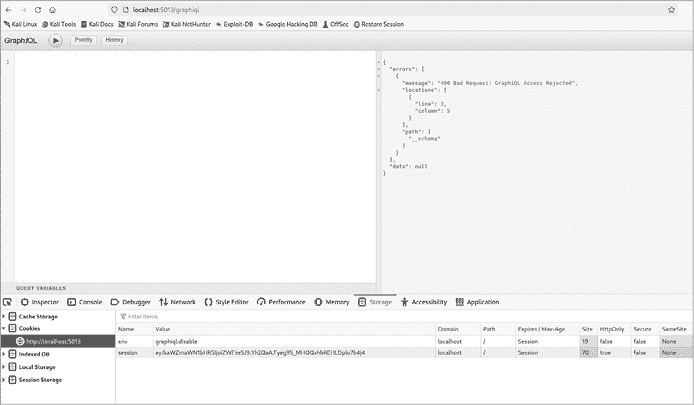 localhost:5013/graphiql
Kali Linux Kali Tools Kali Docs Kali Forums Kali NetHunter Exploit-DB Google Hacking DB OffSec Restore Session
GraphiQL Prettify History
1
{
"errors": [
{
"message": "400 Bad Request: GraphiQL Access Rejected",
"locations": [
{
"line": 3,
"column": 5
}
],
"path": [
"__schema"
]
}
],
"data": null
}
QUERY VARIABLES
Inspector Console Debugger Network Style Editor Performance Memory Storage Accessibility Application
Cache Storage
Filter Items
Cookies
Name Value Domain Path Expires / Max-Age Size HttpOnly Secure SameSite
http://localhost:5013
env graphiql:disable localhost / Session 19 false false None
Indexed DB
session localhost / Session 70 true false None
Local Storage
Session Storage